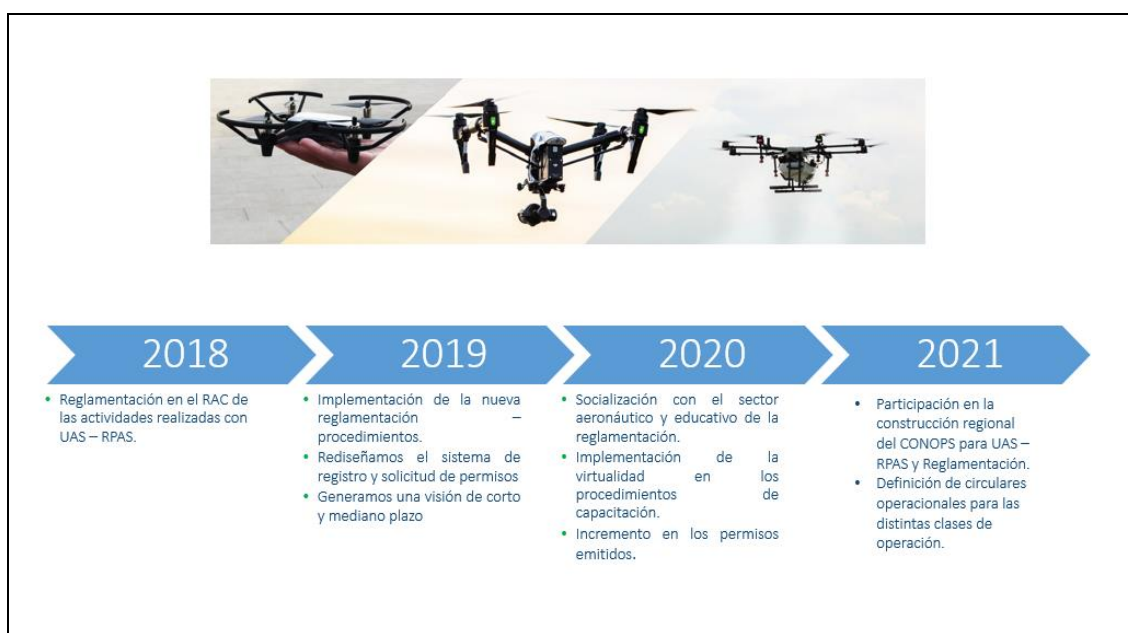 2018
2019
2020
2021
• Reglamentación en el RAC de
las actividades realizadas con
UAS – RPAS.
• Implementación de la nueva
reglamentación –
procedimientos.
• Rediseñamos el sistema de
registro y solicitud de permisos
• Generamos una visión de corto
y mediano plazo
• Socialización con el sector
aeronáutico y educativo de la
reglamentación.
• Implementación de la
virtualidad en los
procedimientos de
capacitación.
• Incremento en los permisos
emitidos.
• Participación en la
construcción regional
del CONOPS para UAS –
RPAS y Reglamentación.
• Definición de circulares
operacionales para las
distintas clases de
operación.